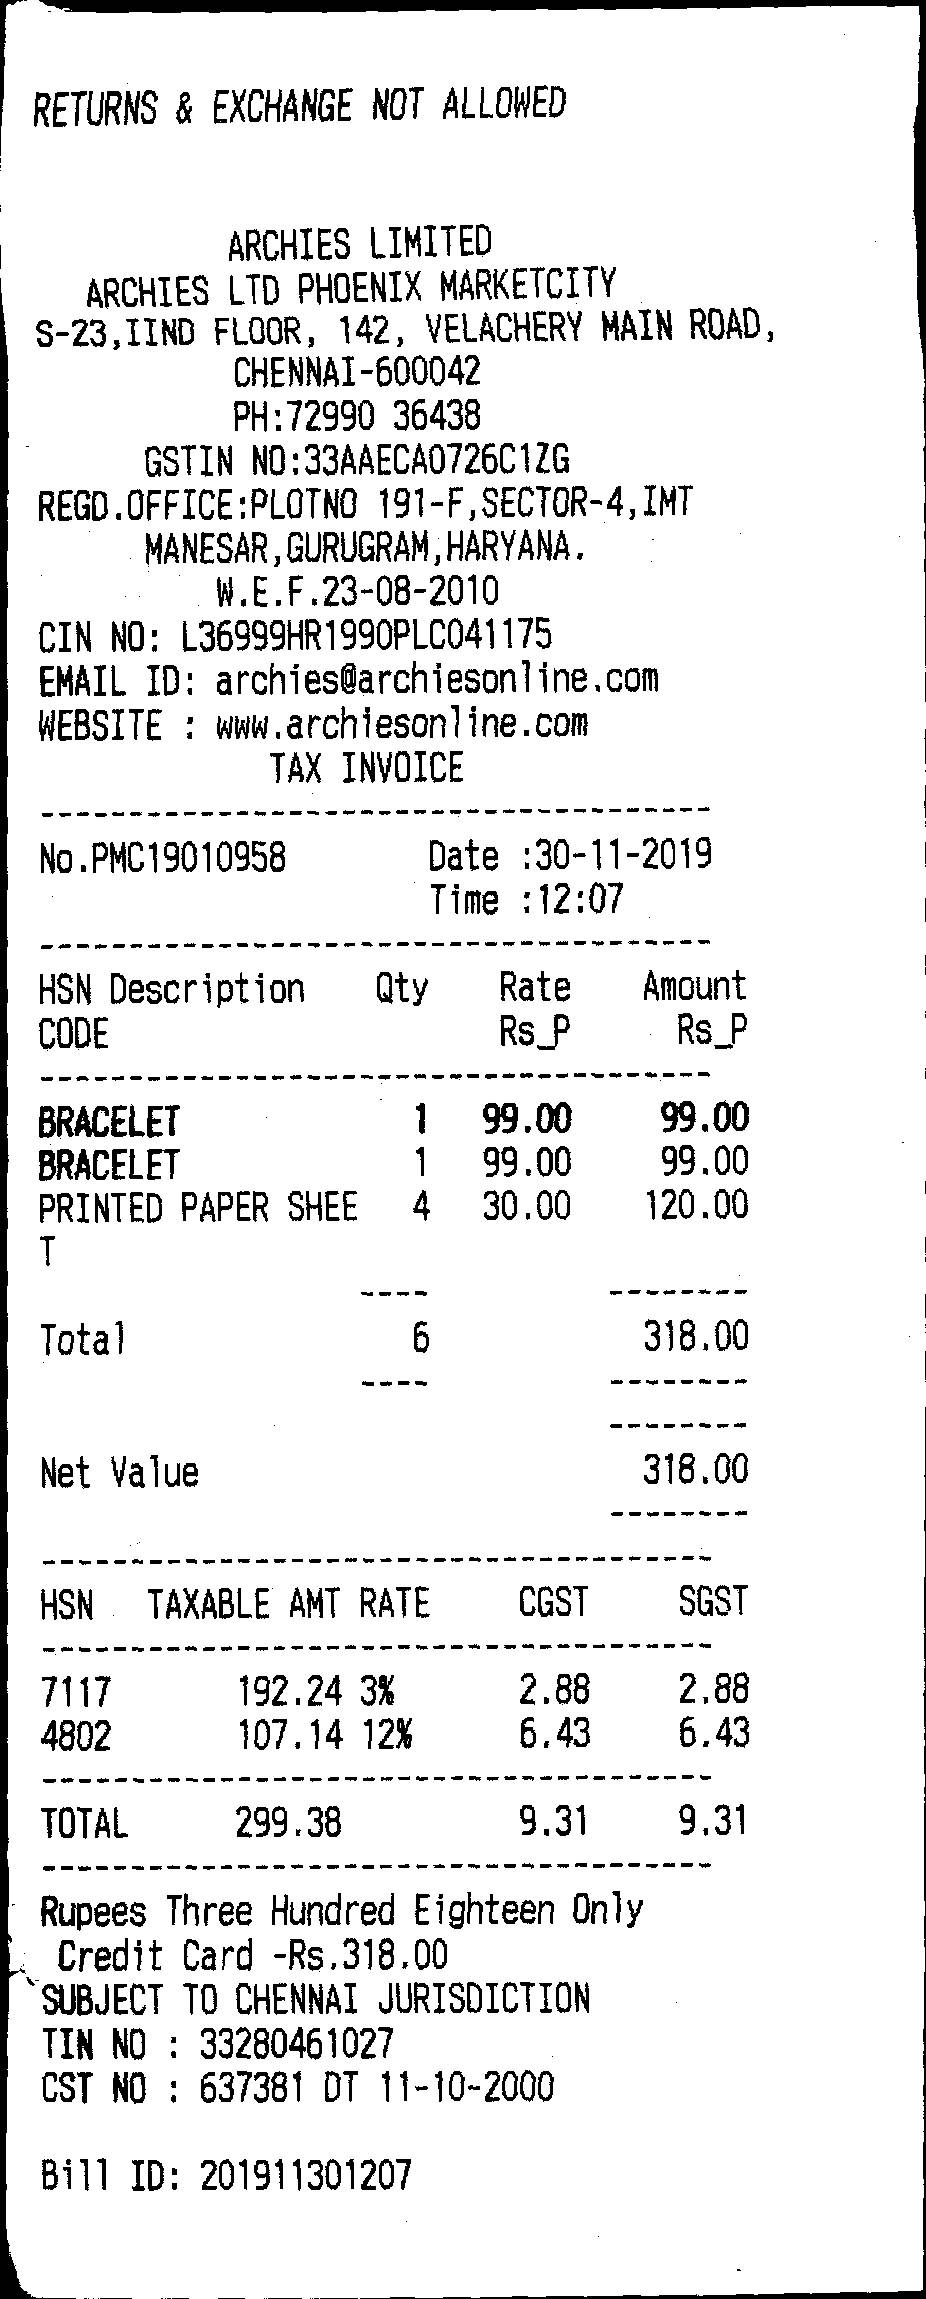 RETURNS & EXCHANGE NOT ALLOWED
ARCHIES LIMITED
ARCHIES LTD PHOENIX MARKETCITY
S-23,IIND FLOOR, 142, VELACHERY MAIN ROAD,
CHENNAI-600042
PH:72990 36438
GSTIN NO:33AAECA0726C1ZG
REGD.OFFICE:PLOTNO 191-F,SECTOR-4,IMT
MANESAR,GURUGRAM,HARYANA.
W.E.F.23-08-2010
CIN NO: L36999HR1990PLC041175
EMAIL ID: archies@archiesonline.com
WEBSITE : www.archiesonline.com
TAX INVOICE
No.PMC19010958 Date :30-11-2019
Time :12:07
HSN Description Qty Rate Amount
CODE Rs_P Rs_P
BRACELET 1 99.00 99.00
BRACELET 1 99.00 99.00
PRINTED PAPER SHEE 4 30.00 120.00
T
Total 6 318.00
Net Value 318.00
HSN TAXABLE AMT RATE CGST SGST
7117 192.24 3% 2.88 2.88
4802 107.14 12% 6.43 6.43
TOTAL 299.38 9.31 9.31
Rupees Three Hundred Eighteen Only
Credit Card -Rs.318.00
SUBJECT TO CHENNAI JURISDICTION
TIN NO : 33280461027
CST NO : 637381 DT 11-10-2000
Bill ID: 201911301207